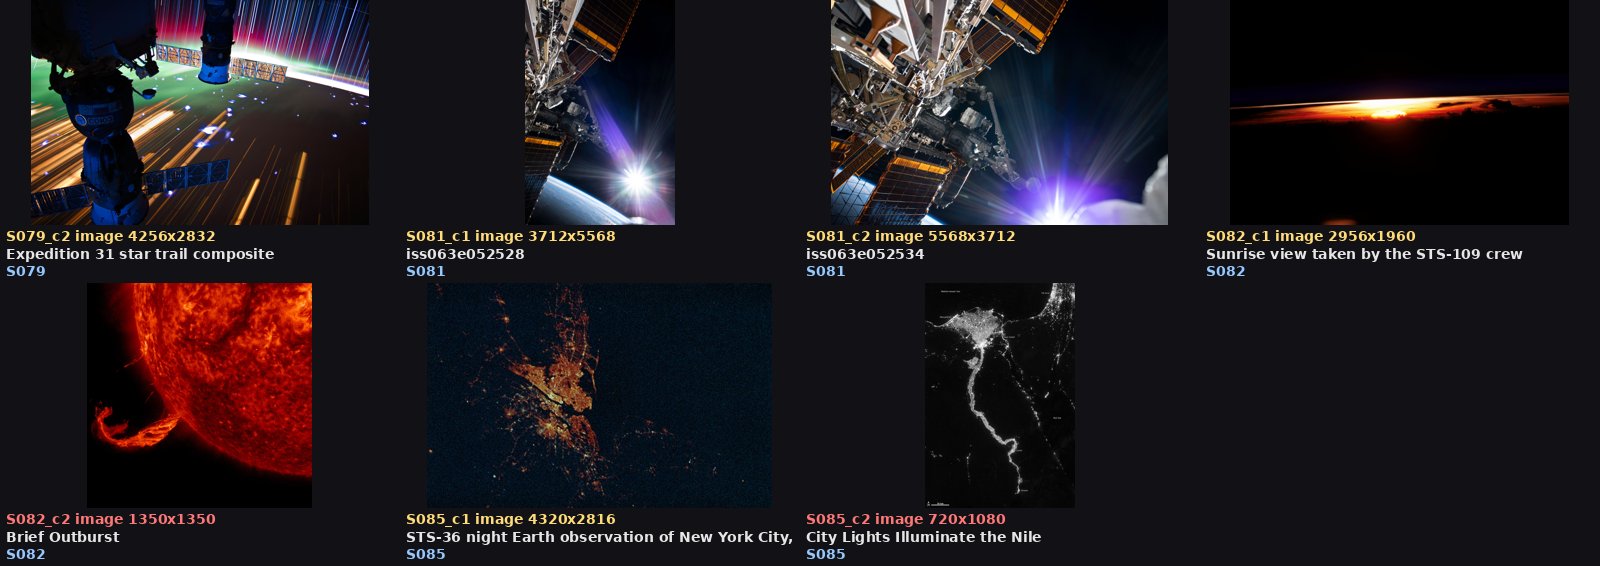 S079_c2 image 4256x2832
Expedition 31 star trail composite
S079
S081_c1 image 3712x5568
iss063e052528
S081
S081_c2 image 5568x3712
iss063e052534
S081
S082_c1 image 2956x1960
Sunrise view taken by the STS-109 crew
S082
S082_c2 image 1350x1350
Brief Outburst
S082
S085_c1 image 4320x2816
STS-36 night Earth observation of New York City,
S085
S085_c2 image 720x1080
City Lights Illuminate the Nile
S085